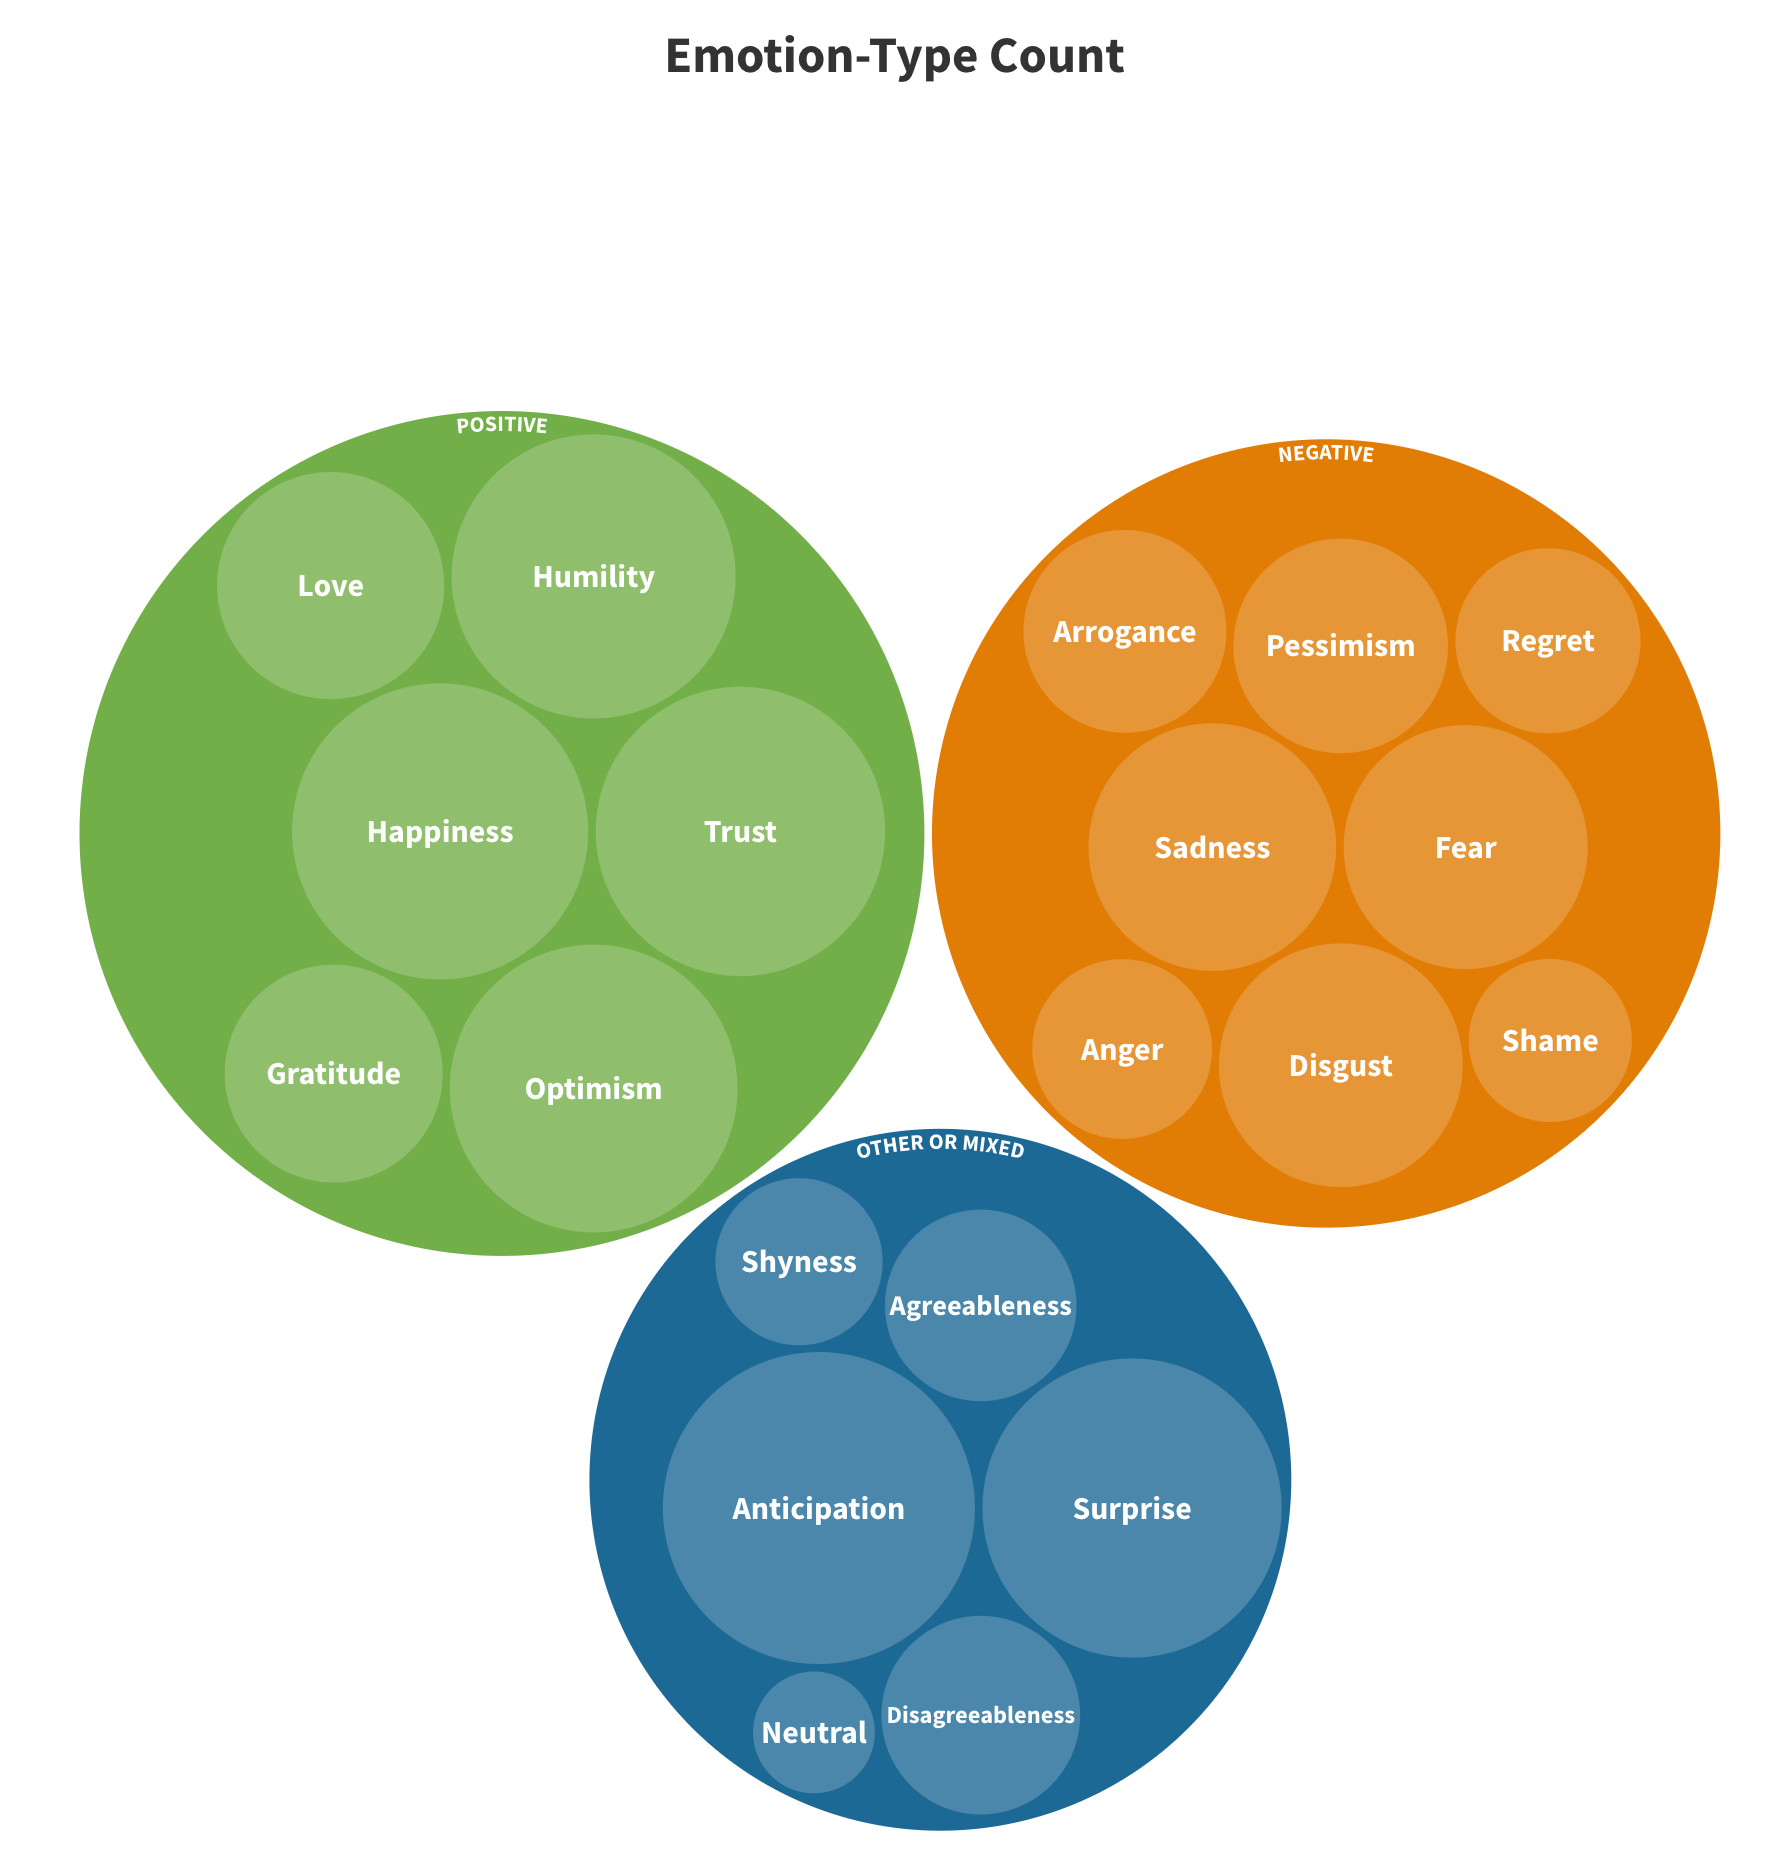 Emotion-Type Count
POSITIVE
Love
Humility
Happiness
Trust
Gratitude
Optimism
NEGATIVE
Arrogance
Pessimism
Regret
Sadness
Fear
Anger
Disgust
Shame
OTHER OR MIXED
Shyness
Agreeableness
Anticipation
Surprise
Neutral
Disagreeableness